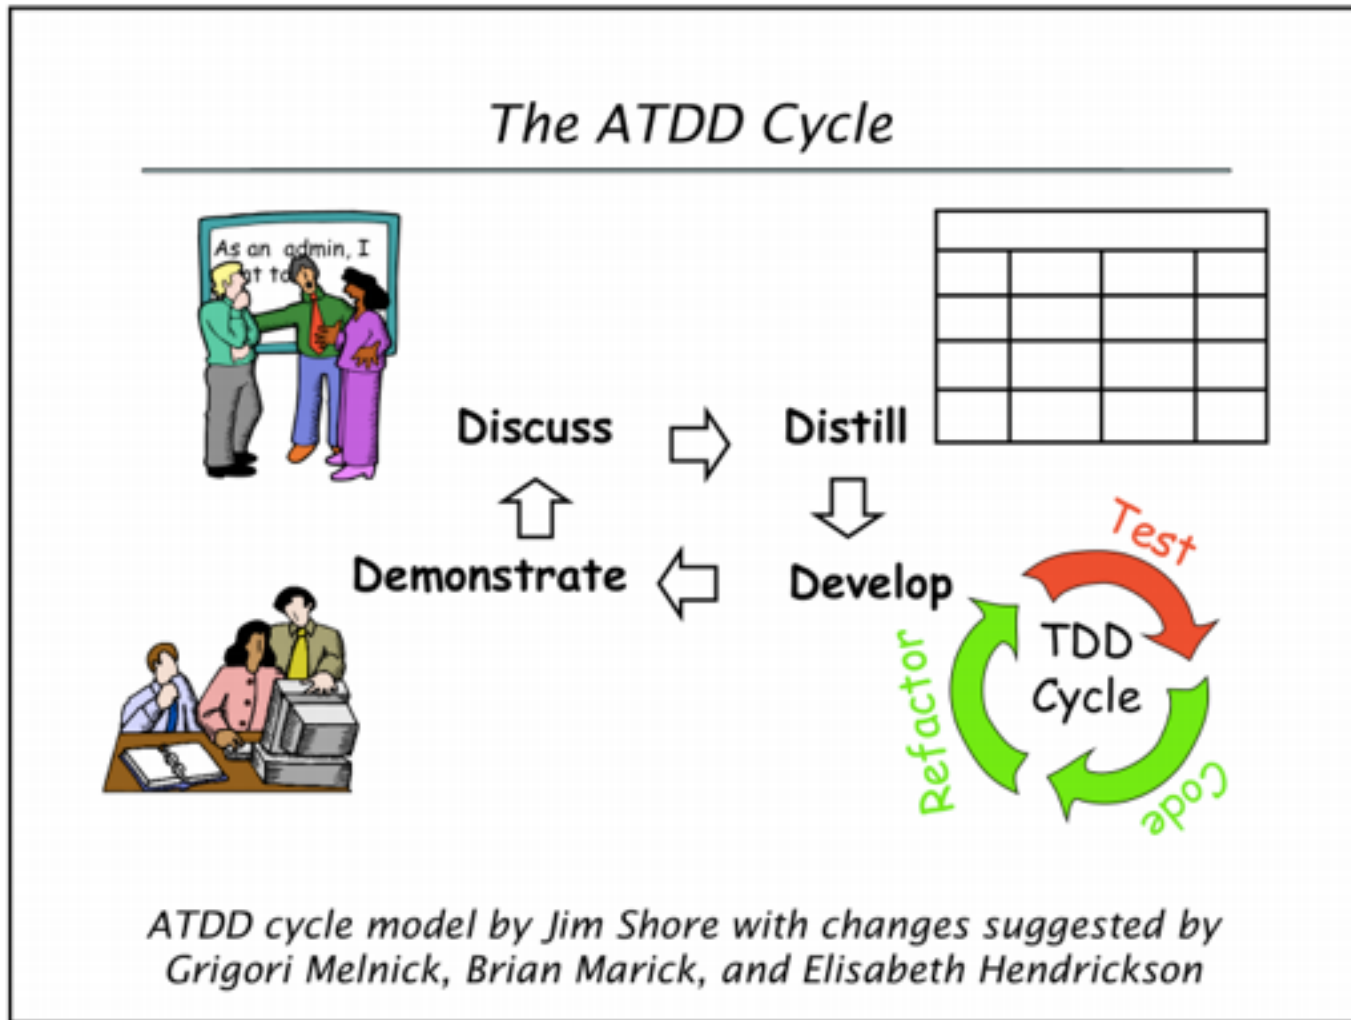 The ATDD Cycle
As an admin, I
to
Discuss
Distill
Demonstrate
Develop
Test
TDD
Cycle
Refactor
Code
ATDD cycle model by Jim Shore with changes suggested by
Grigori Melnick, Brian Marick, and Elisabeth Hendrickson